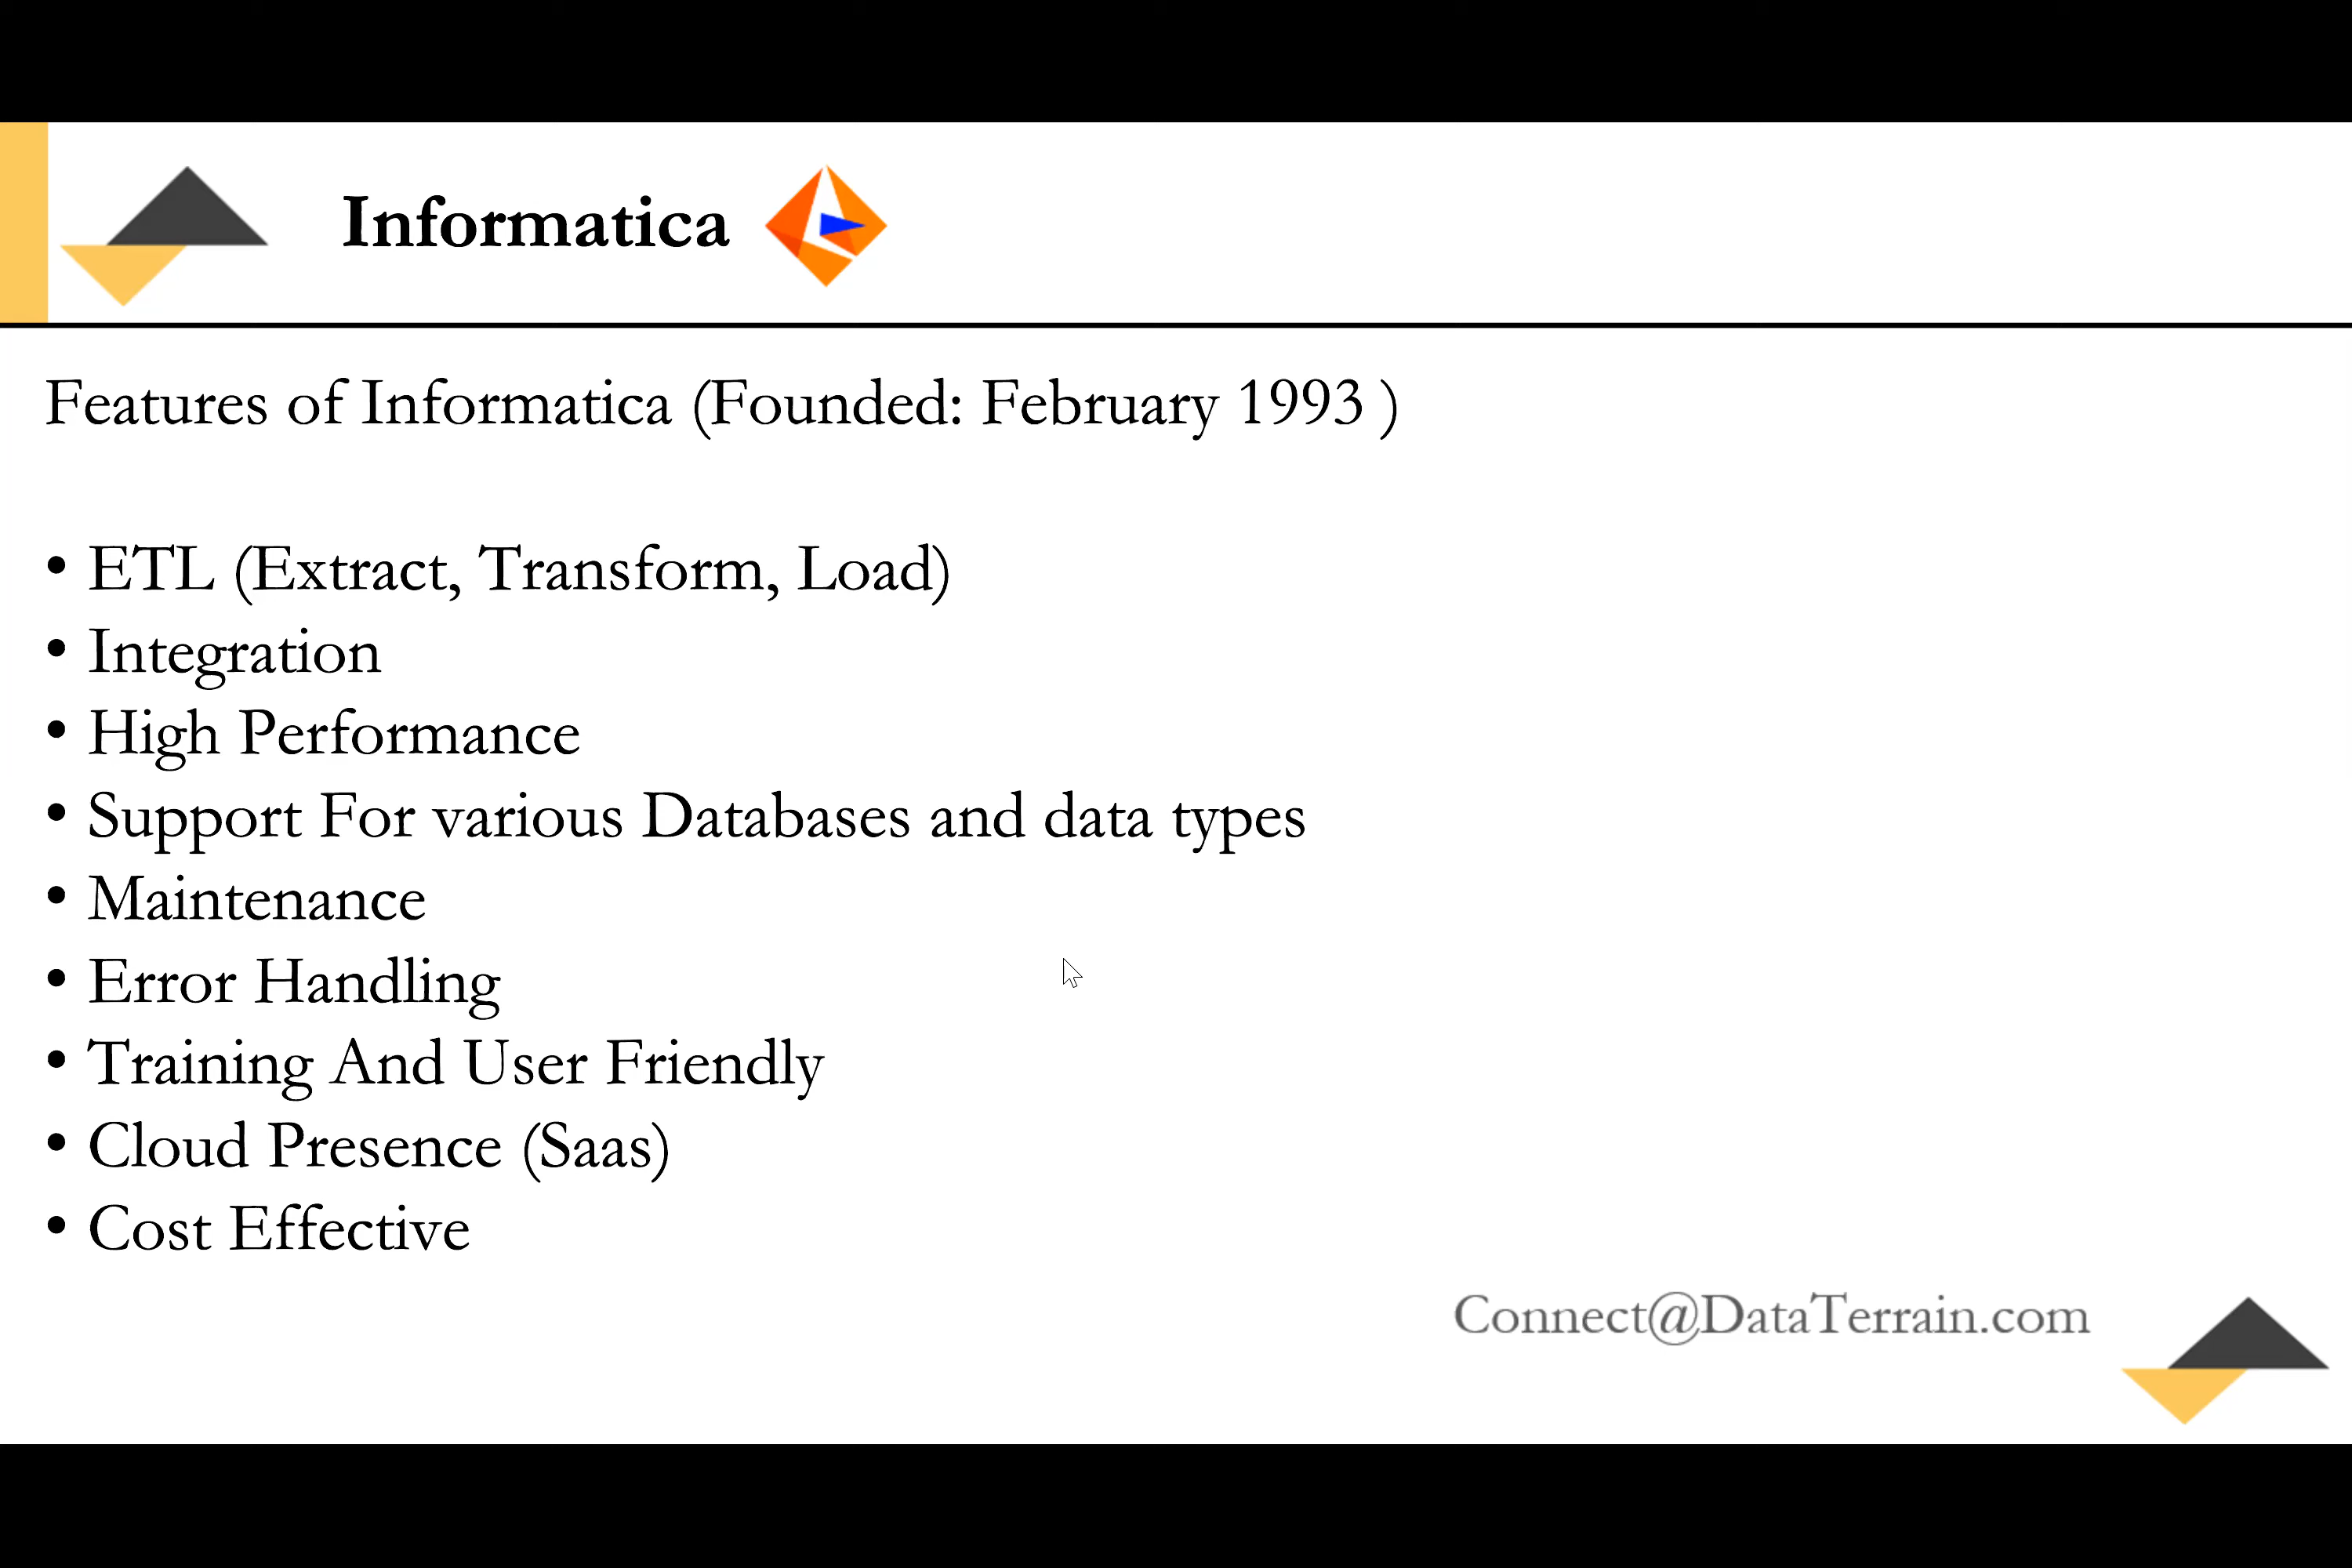 Informatica
Features of Informatica (Founded: February 1993 )
• ETL (Extract, Transform, Load)
• Integration
• High Performance
• Support For various Databases and data types
• Maintenance
• Error Handling
• Training And User Friendly
• Cloud Presence (Saas)
• Cost Effective
Connect@DataTerrain.com